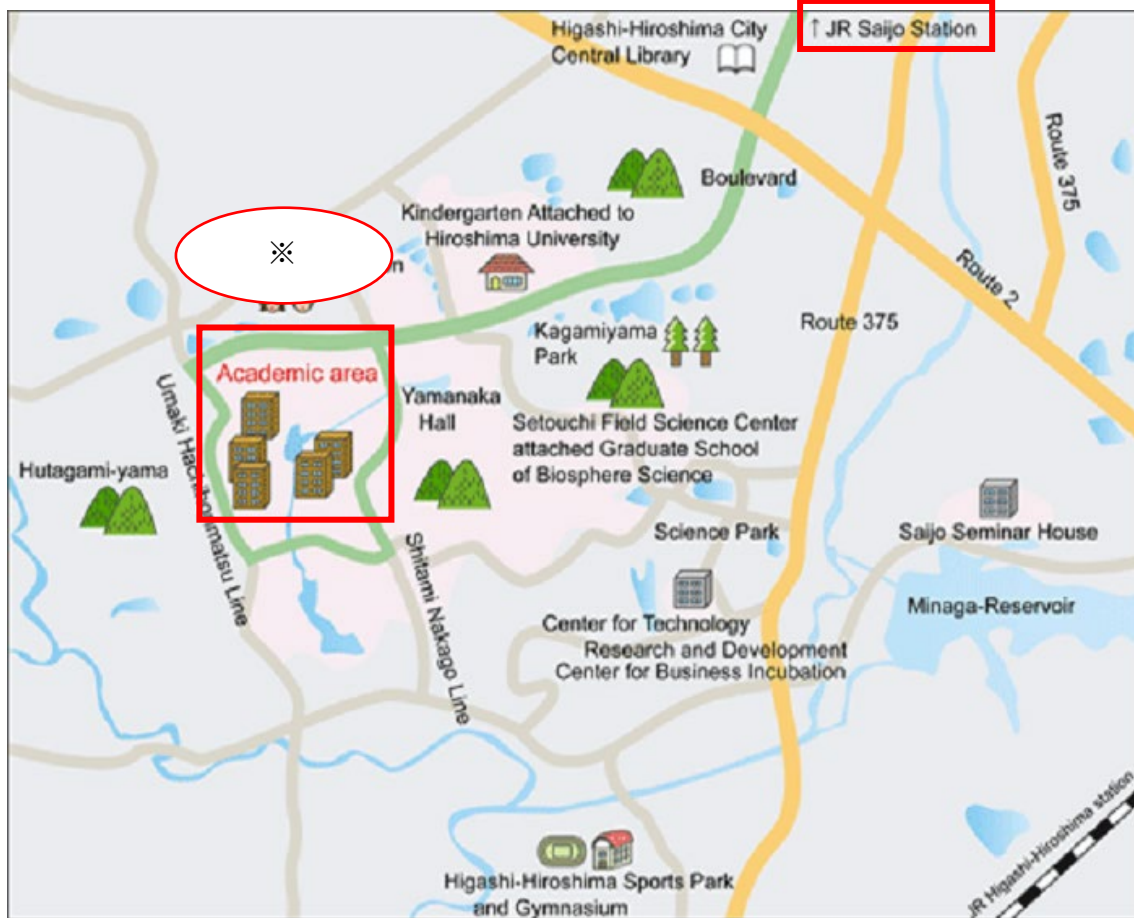 Higashi-Hiroshima City
Central Library
↑ JR Saijo Station
Route 375
Boulevard
Kindergarten Attached to
Hiroshima University
※
n
Route 2
Kagamiyama
Park
Route 375
Academic area
Yamanaka
Hall
Setouchi Field Science Center
attached Graduate School
of Biosphere Science
Umaki Hachihonmatsu Line
Hutagami-yama
Science Park
Saijo Seminar House
Shitami Nakago Line
Minaga-Reservoir
Center for Technology
Research and Development
Center for Business Incubation
JR Higashi-Hiroshima station
Higashi-Hiroshima Sports Park
and Gymnasium